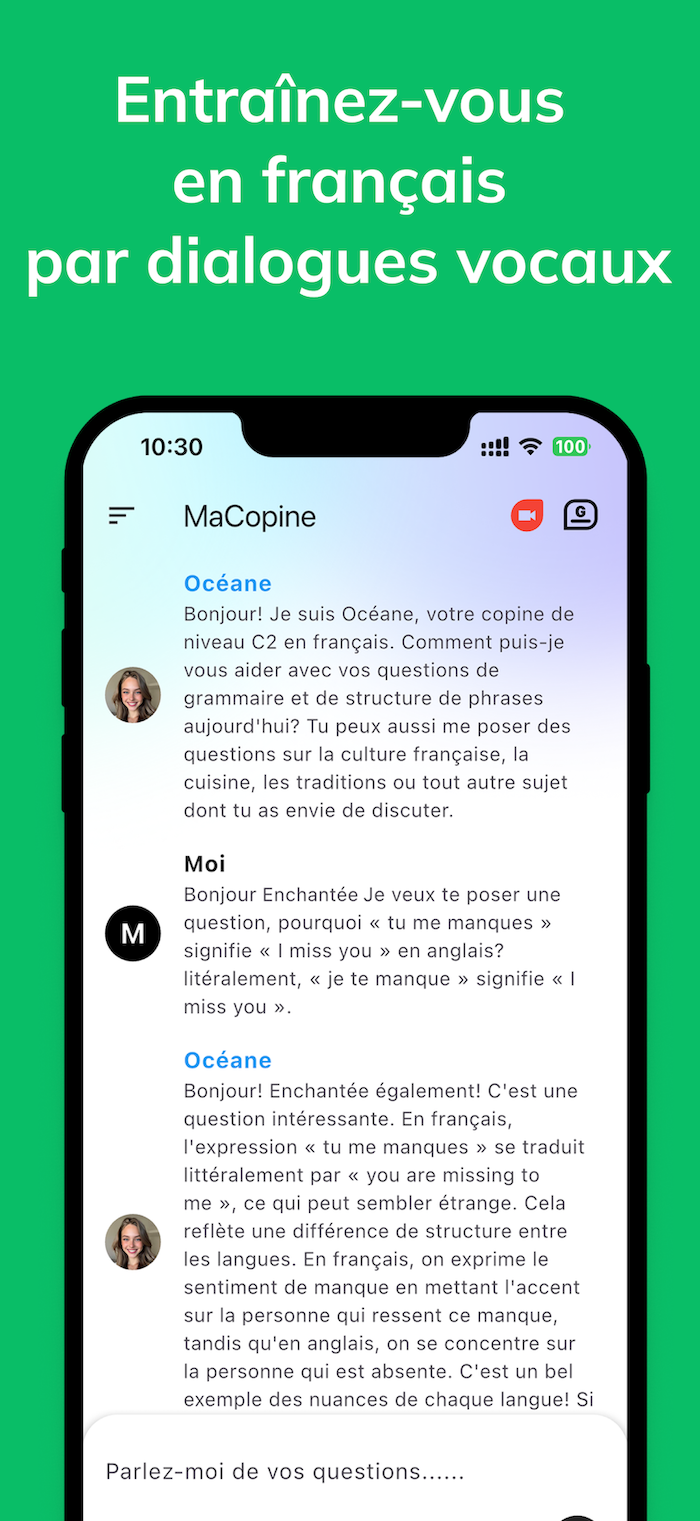 Entraînez-vous
en français
par dialogues vocaux
10:30
100
MaCopine
G
Océane
Bonjour! Je suis Océane, votre copine de
niveau C2 en français. Comment puis-je
vous aider avec vos questions de
grammaire et de structure de phrases
aujourd'hui? Tu peux aussi me poser des
questions sur la culture française, la
cuisine, les traditions ou tout autre sujet
dont tu as envie de discuter.
Moi
M
Bonjour Enchantée Je veux te poser une
question, pourquoi « tu me manques »
signifie « I miss you » en anglais?
litéralement, « je te manque » signifie « I
miss you ».
Océane
Bonjour! Enchantée également! C'est une
question intéressante. En français,
l'expression « tu me manques » se traduit
littéralement par « you are missing to
me », ce qui peut sembler étrange. Cela
reflète une différence de structure entre
les langues. En français, on exprime le
sentiment de manque en mettant l'accent
sur la personne qui ressent ce manque,
tandis qu'en anglais, on se concentre sur
la personne qui est absente. C'est un bel
exemple des nuances de chaque langue! Si
Parlez-moi de vos questions......